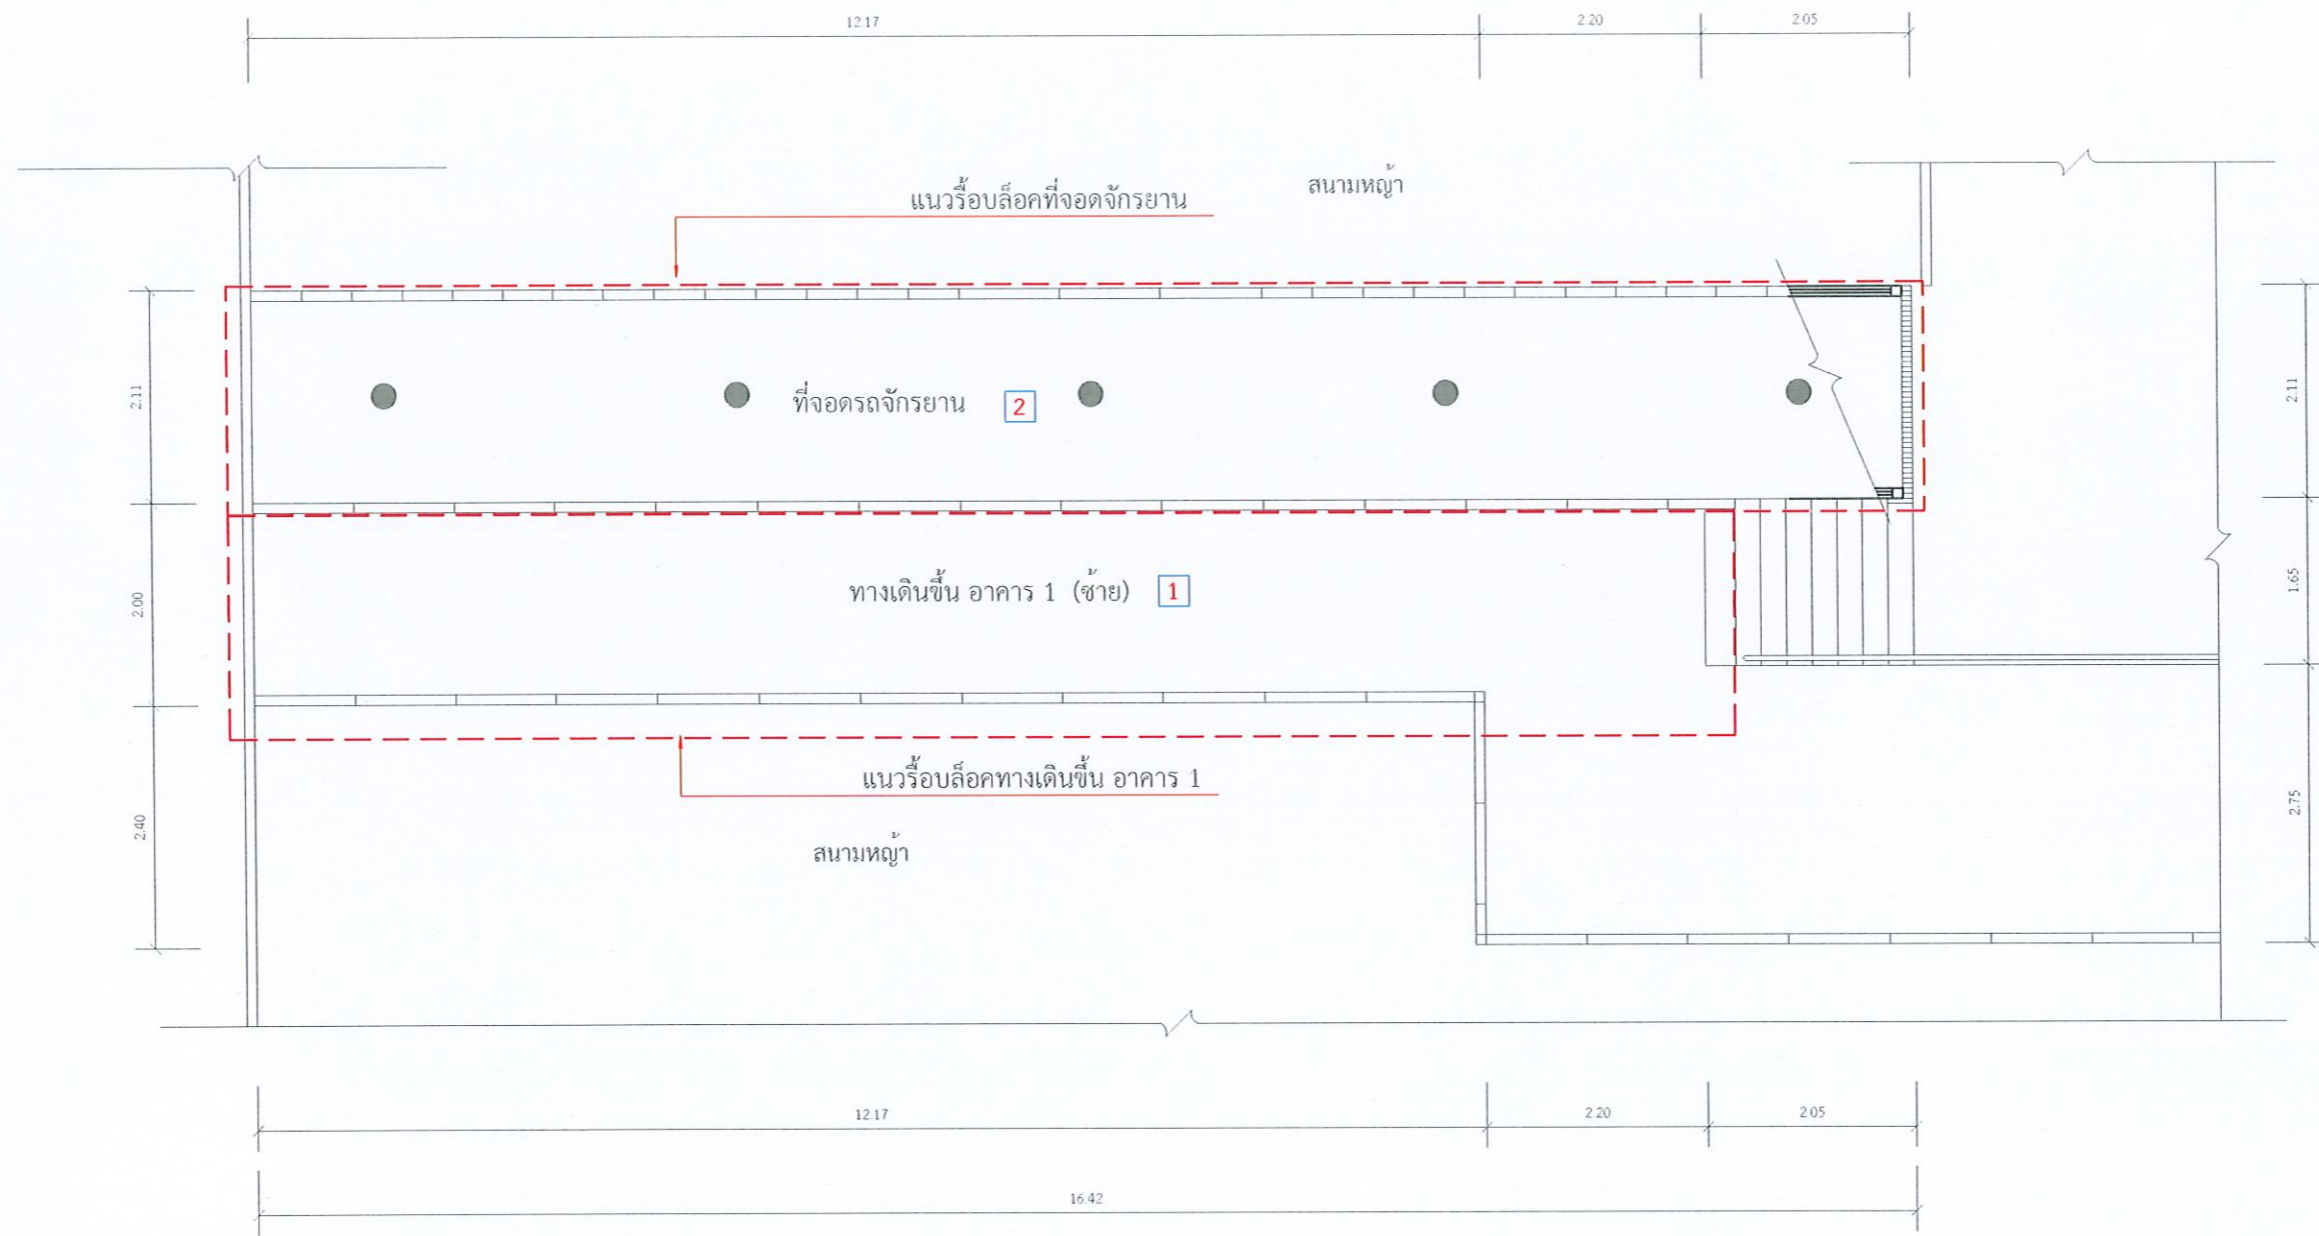 12.17
2.20
2.05
สนามหญ้า
แนวรื้อบล็อคที่จอดจักรยาน
2.11
2.11
ที่จอดรถจักรยาน 2
ทางเดินขึ้น อาคาร 1 (ซ้าย) 1
2.00
1.65
แนวรื้อบล็อคทางเดินขึ้น อาคาร 1
2.40
2.75
สนามหญ้า
12.17
2.20
2.05
16.42